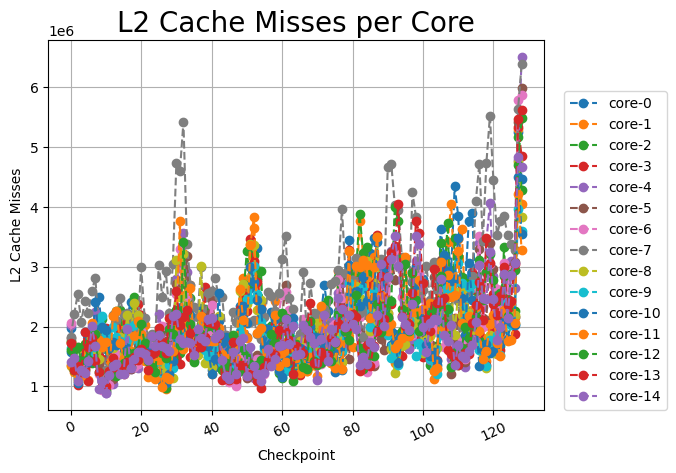 L2 Cache Misses per Core
1e6
6
5
4
3
2
1
L2 Cache Misses
0
20
40
60
80
100
120
Checkpoint
core-0
core-1
core-2
core-3
core-4
core-5
core-6
core-7
core-8
core-9
core-10
core-11
core-12
core-13
core-14